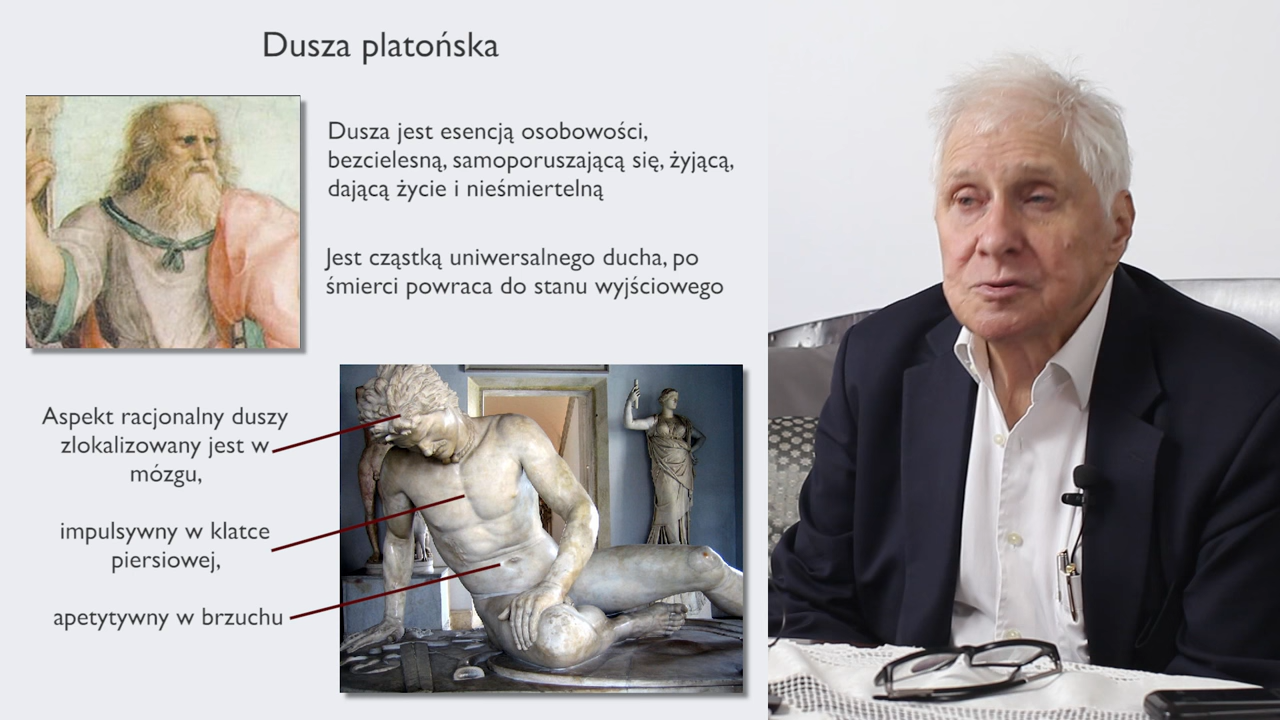 Dusza platońska
Dusza jest esencją osobowości,
bezcielesną, samoporuszającą się, żyjącą,
dającą życie i nieśmiertelną
Jest cząstką uniwersalnego ducha, po
śmierci powraca do stanu wyjściowego
Aspekt racjonalny duszy
zlokalizowany jest w
mózgu,
impulsywny w klatce
piersiowej,
apetytywny w brzuchu